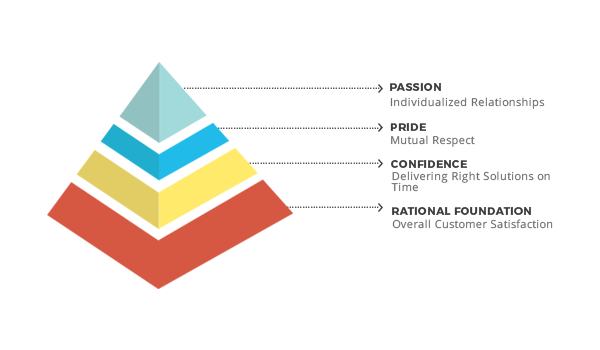 PASSION
Individualized Relationships
PRIDE
Mutual Respect
CONFIDENCE
Delivering Right Solutions on
Time
RATIONAL FOUNDATION
Overall Customer Satisfaction